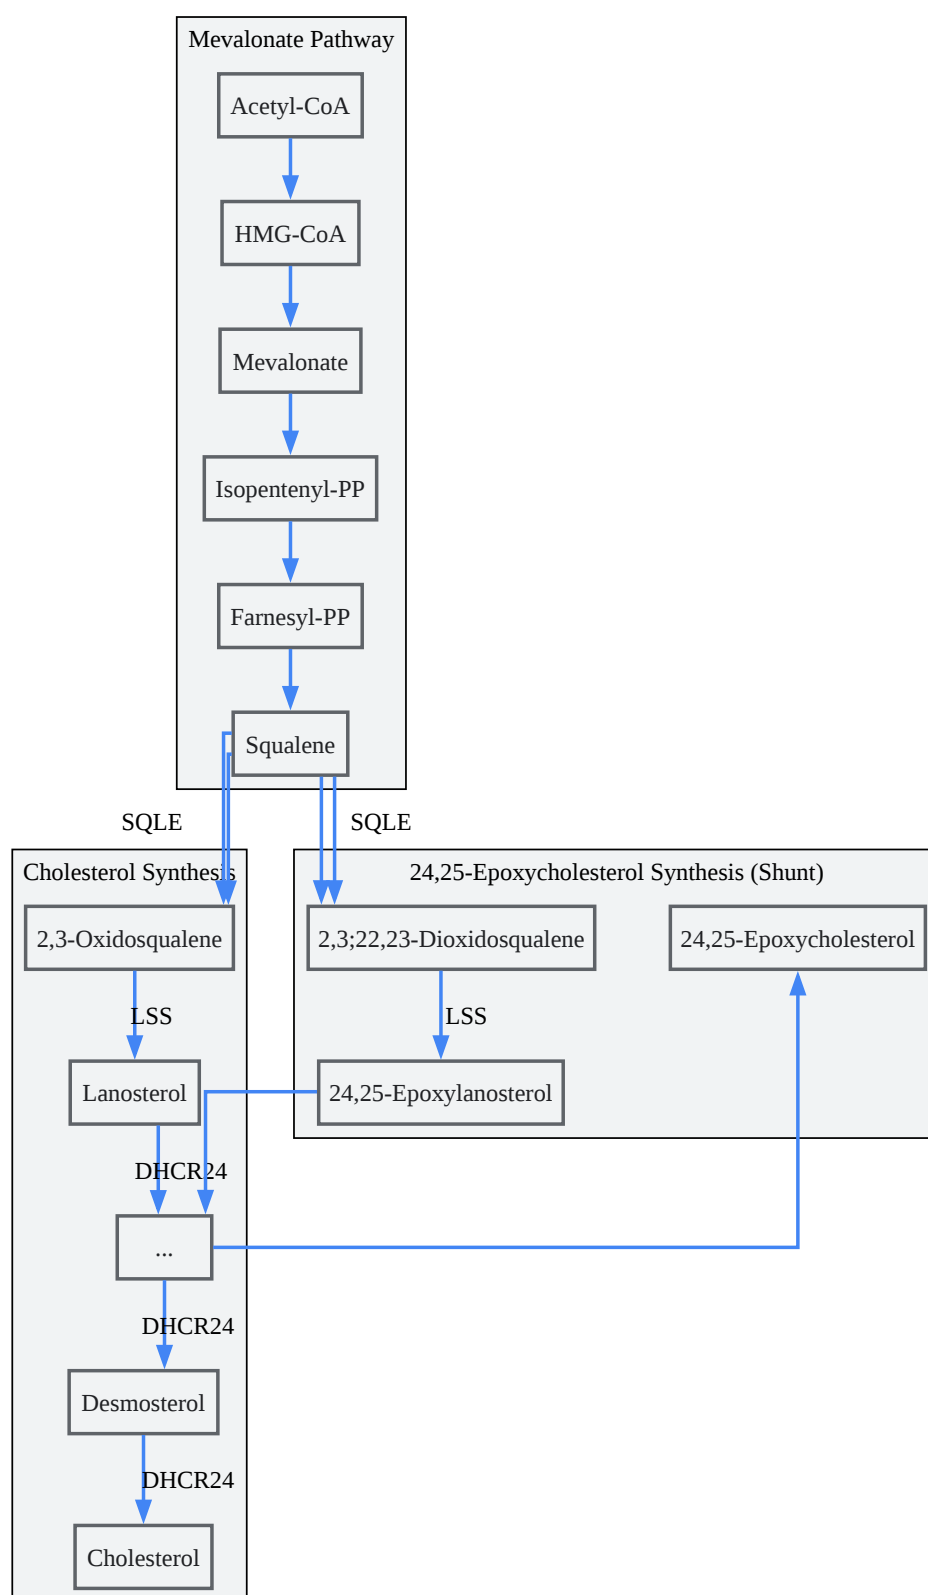 Mevalonate Pathway
Acetyl-CoA
HMG-CoA
Mevalonate
Isopentenyl-PP
Farnesyl-PP
Squalene
SQLE
SQLE
Cholesterol Synthesis
24,25-Epoxycholesterol Synthesis (Shunt)
2,3-Oxidosqualene
2,3;22,23-Dioxidosqualene
24,25-Epoxycholesterol
LSS
LSS
Lanosterol
24,25-Epoxylanosterol
DHCR24
...
DHCR24
Desmosterol
DHCR24
Cholesterol